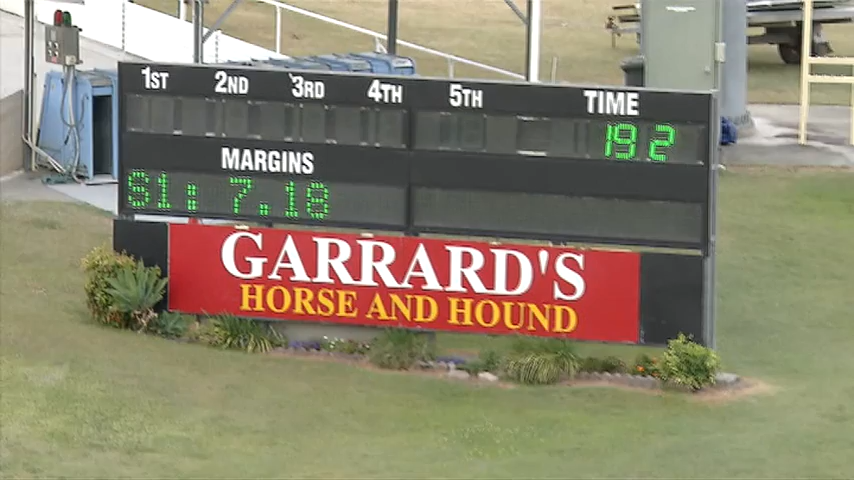 1ST 2ND 3RD 4TH 5TH TIME
19.2
MARGINS
S1: 7.18
GARRARD'S
HORSE AND HOUND